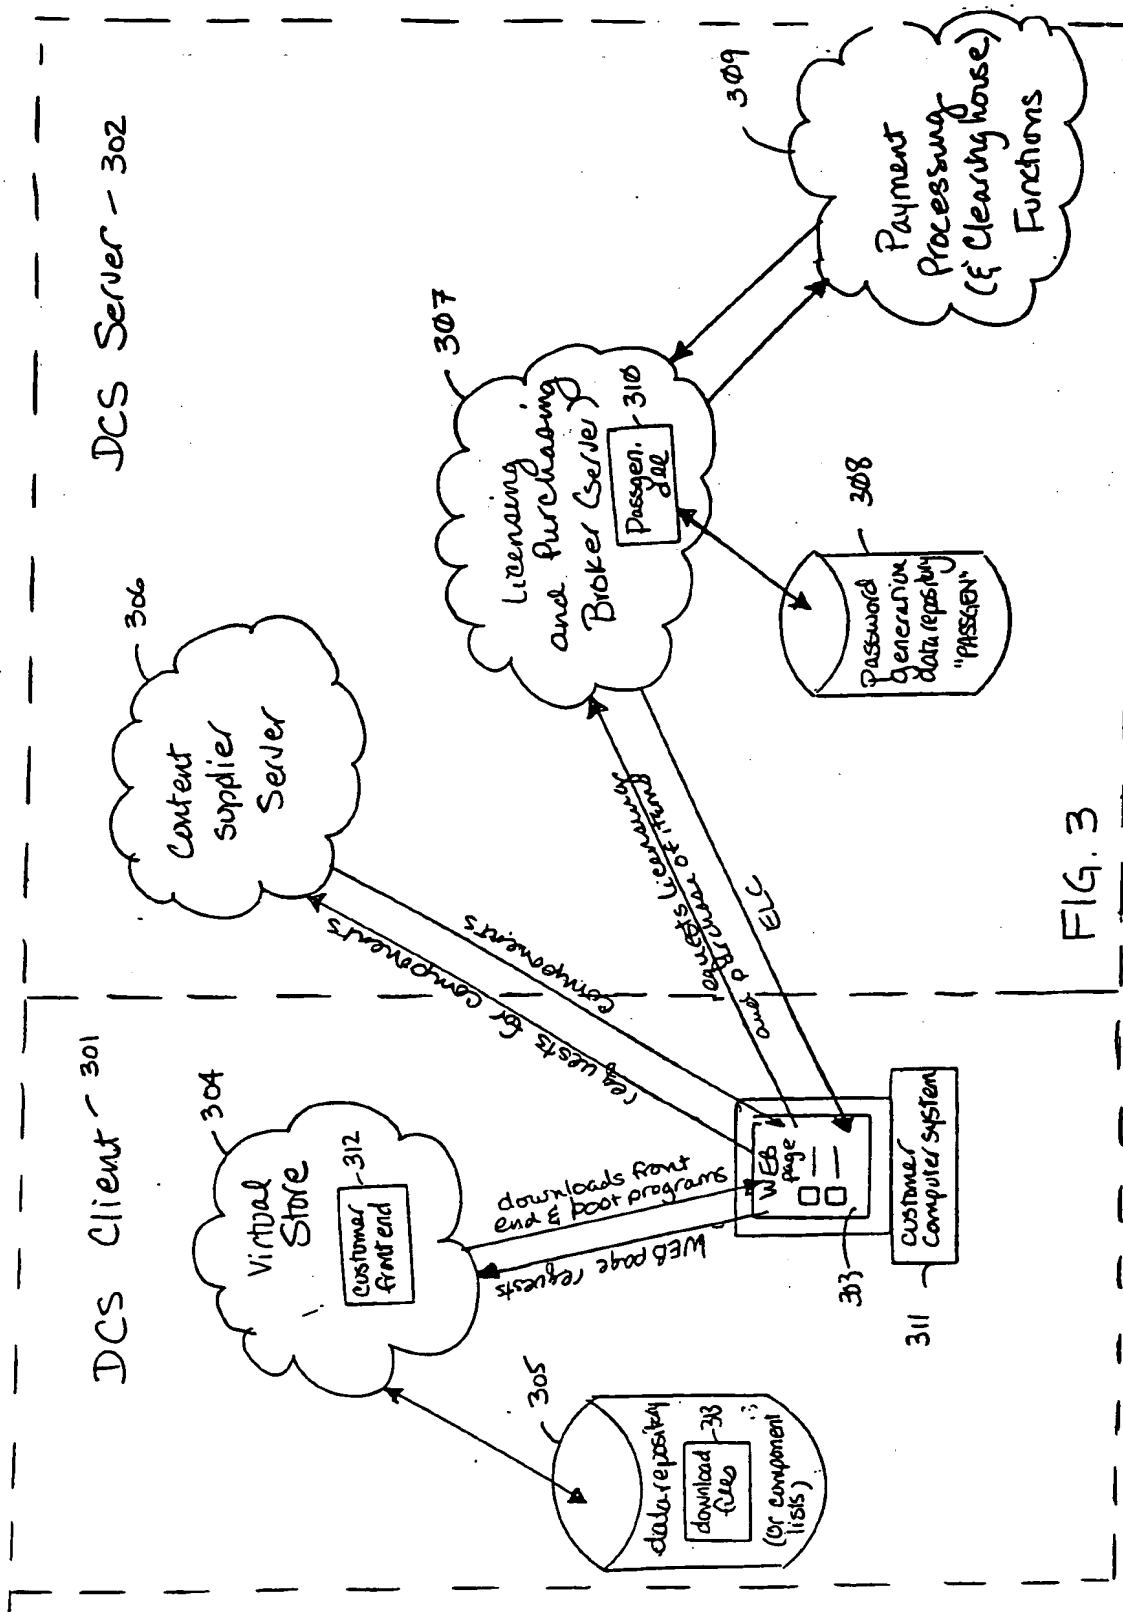 DCS Client - 301
DCS Server - 302
304
Virtual
Store
312
customer
frontend
306
Content
Supplier
Server
307
Licensing
and Purchasing
Broker (server)
Passgen.
dll
310
309
Payment
Processing
(& Clearinghouse)
Functions
305
data repository
download
files
313
(or component
lists)
downloads front
end & boot programs
WEB page requests
requests for components
components
requests licensing
and purchase of items
ELC
WEB
page
303
customer
Computer system
311
308
Password
generation
data repository
"PASSGEN"
FIG. 3